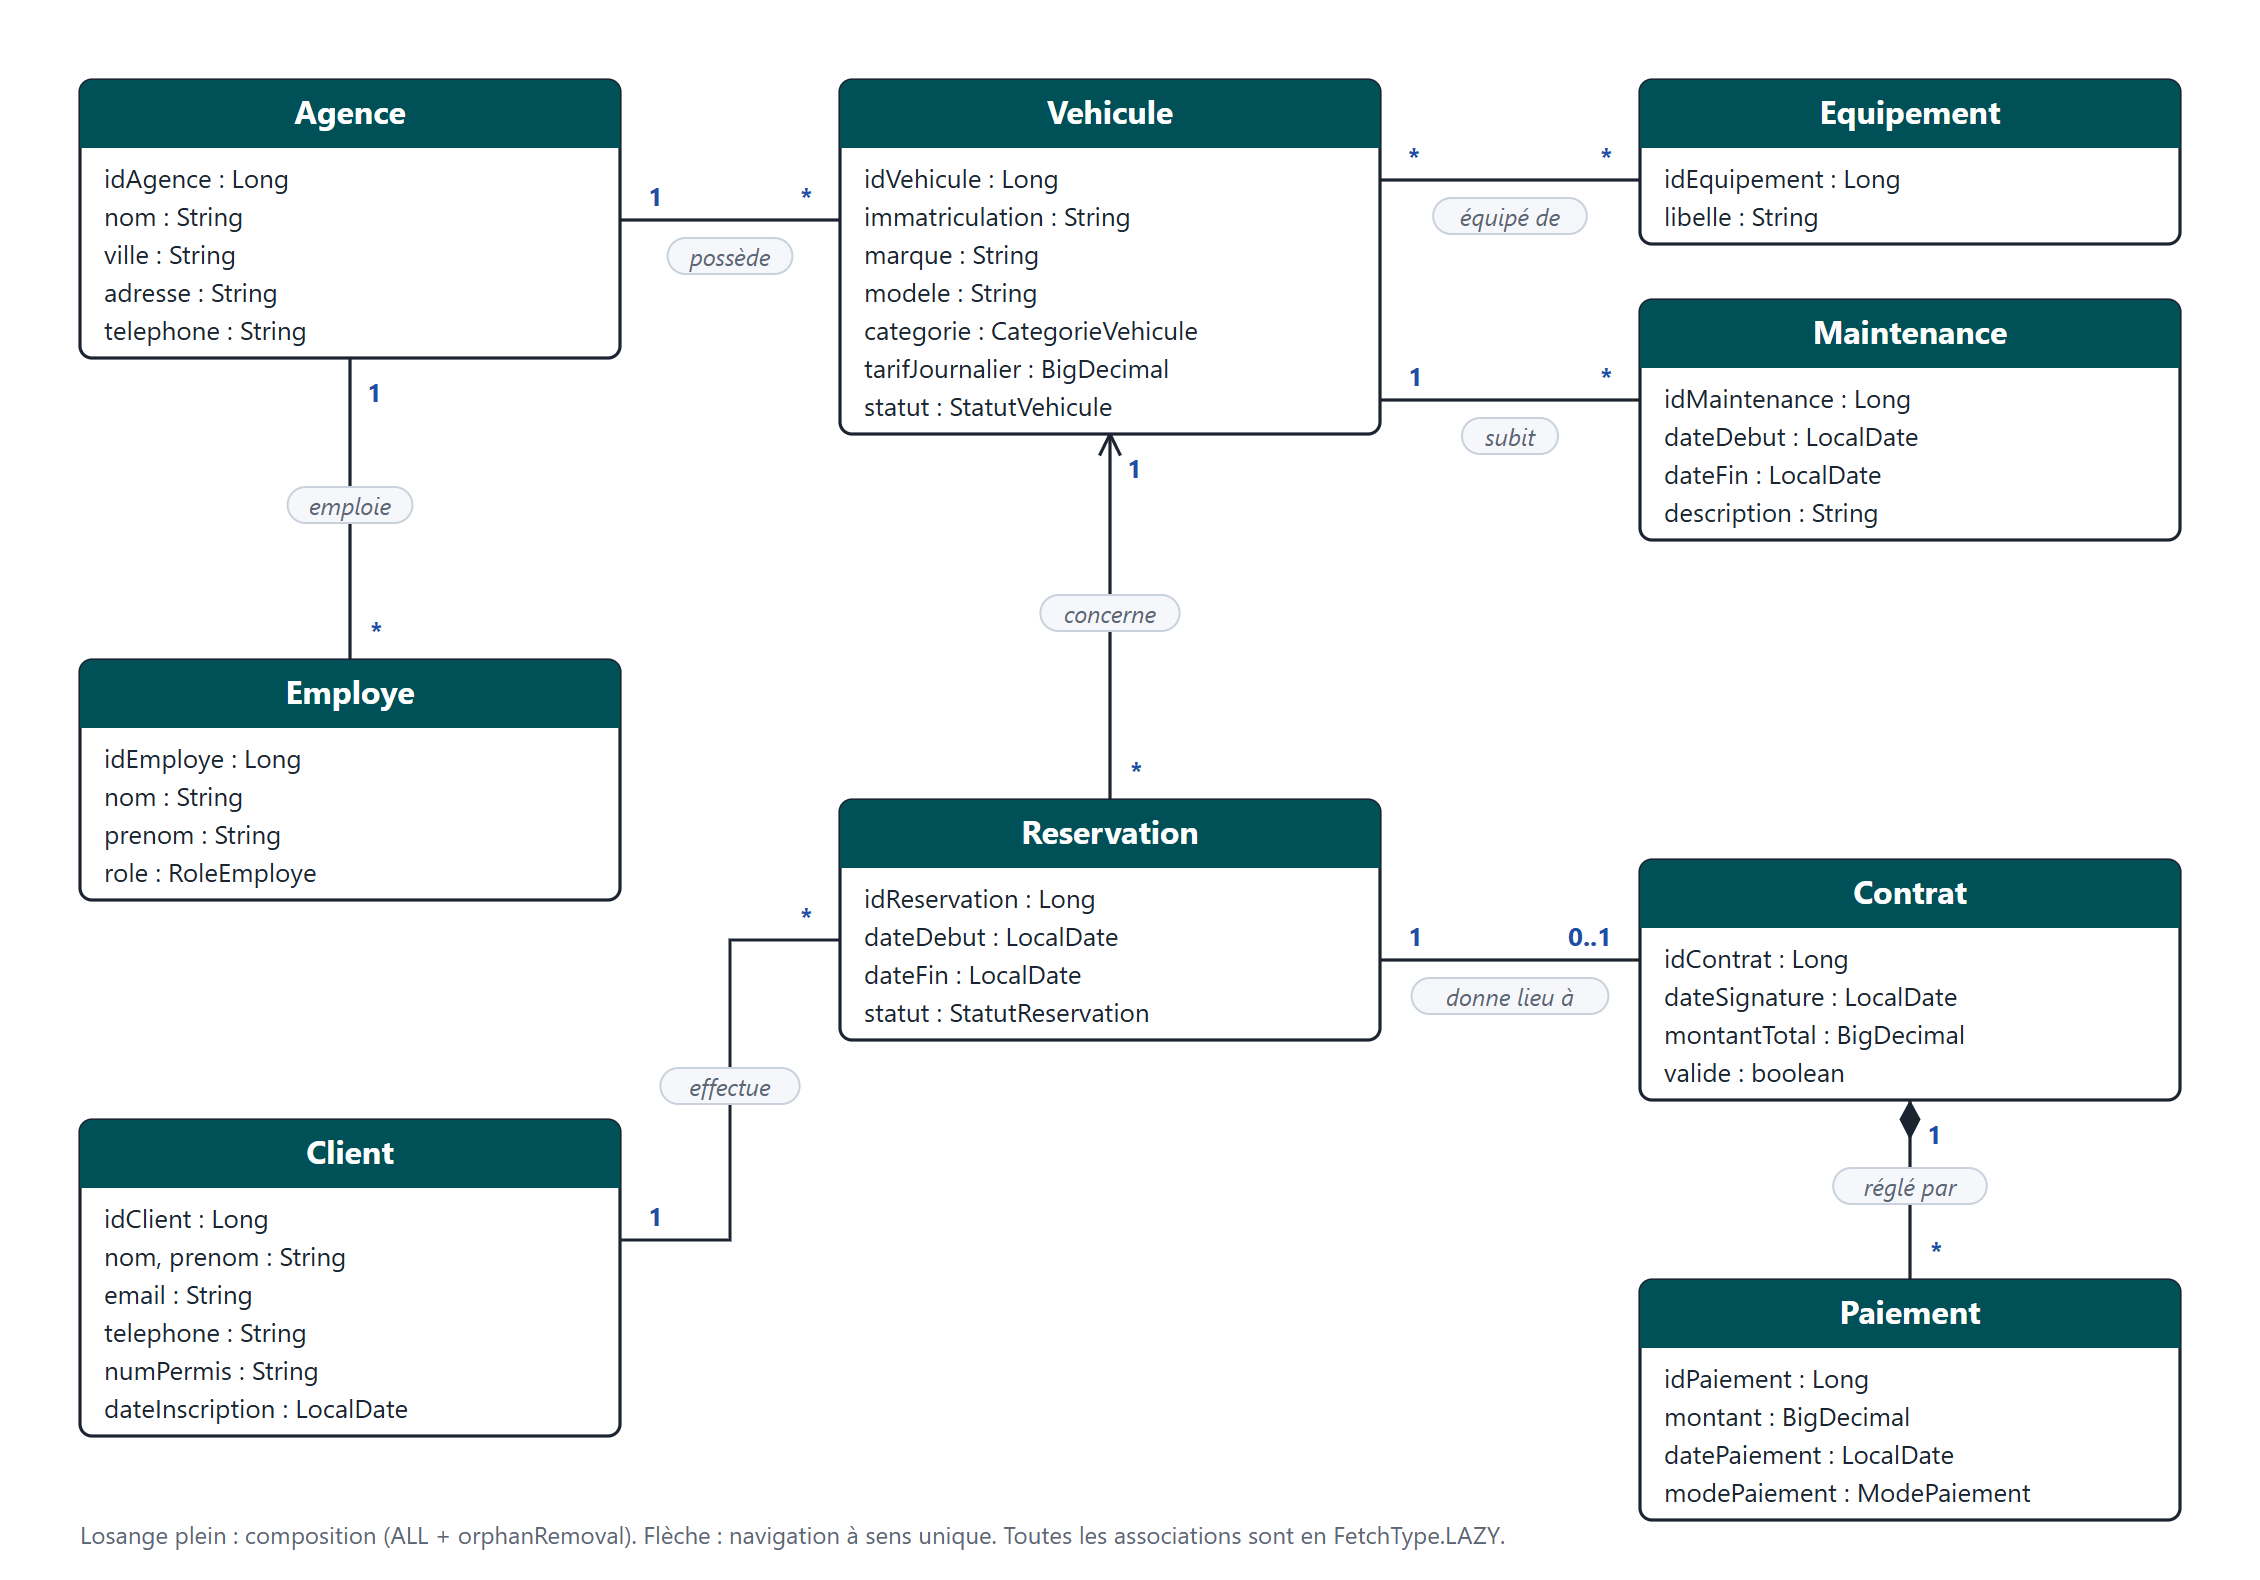 Agence
idAgence : Long
nom : String
ville : String
adresse : String
telephone : String
1
*
possède
Vehicule
idVehicule : Long
immatriculation : String
marque : String
modele : String
categorie : CategorieVehicule
tarifJournalier : BigDecimal
statut : StatutVehicule
*
*
équipé de
Equipement
idEquipement : Long
libelle : String
1
*
subit
Maintenance
idMaintenance : Long
dateDebut : LocalDate
dateFin : LocalDate
description : String
1
emploie
*
1
concerne
*
Employe
idEmploye : Long
nom : String
prenom : String
role : RoleEmploye
Reservation
idReservation : Long
dateDebut : LocalDate
dateFin : LocalDate
statut : StatutReservation
1
0..1
donne lieu à
Contrat
idContrat : Long
dateSignature : LocalDate
montantTotal : BigDecimal
valide : boolean
*
effectue
1
Client
idClient : Long
nom, prenom : String
email : String
telephone : String
numPermis : String
dateInscription : LocalDate
1
réglé par
*
Paiement
idPaiement : Long
montant : BigDecimal
datePaiement : LocalDate
modePaiement : ModePaiement
Losange plein : composition (ALL + orphanRemoval). Flèche : navigation à sens unique. Toutes les associations sont en FetchType.LAZY.